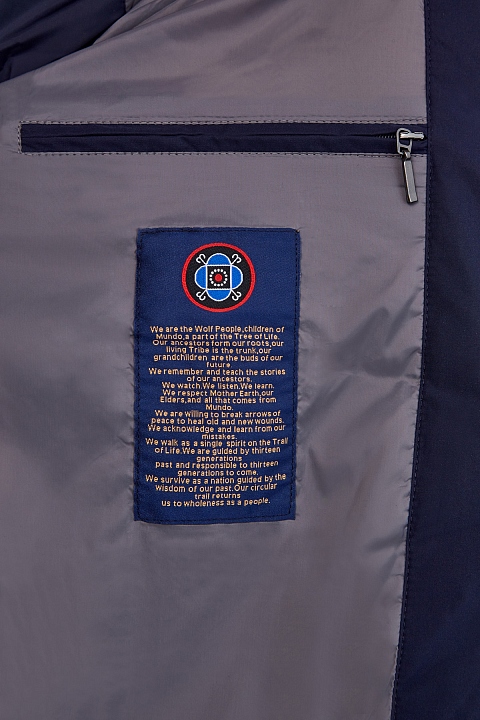 We are the Wolf People,children of
Mundo,a part of the Tree of Life.
Our ancestors form our roots,our
living Tribe is the trunk,our
grandchildren are the buds of our
future.
We remember and teach the stories
of our ancestors.
We watch.We listen.We learn.
We respect Mother Earth,our
Elders,and all that comes from
Mundo.
We are willing to break arrows of
peace to heal old and new wounds.
We acknowledge and learn from our
mistakes.
We walk as a single spirit on the Trail
of Life.We are guided by thirteen
generations
past and responsible to thirteen
generations to come.
We survive as a nation guided by the
wisdom of our past.Our circular
trail returns
us to wholeness as a people.